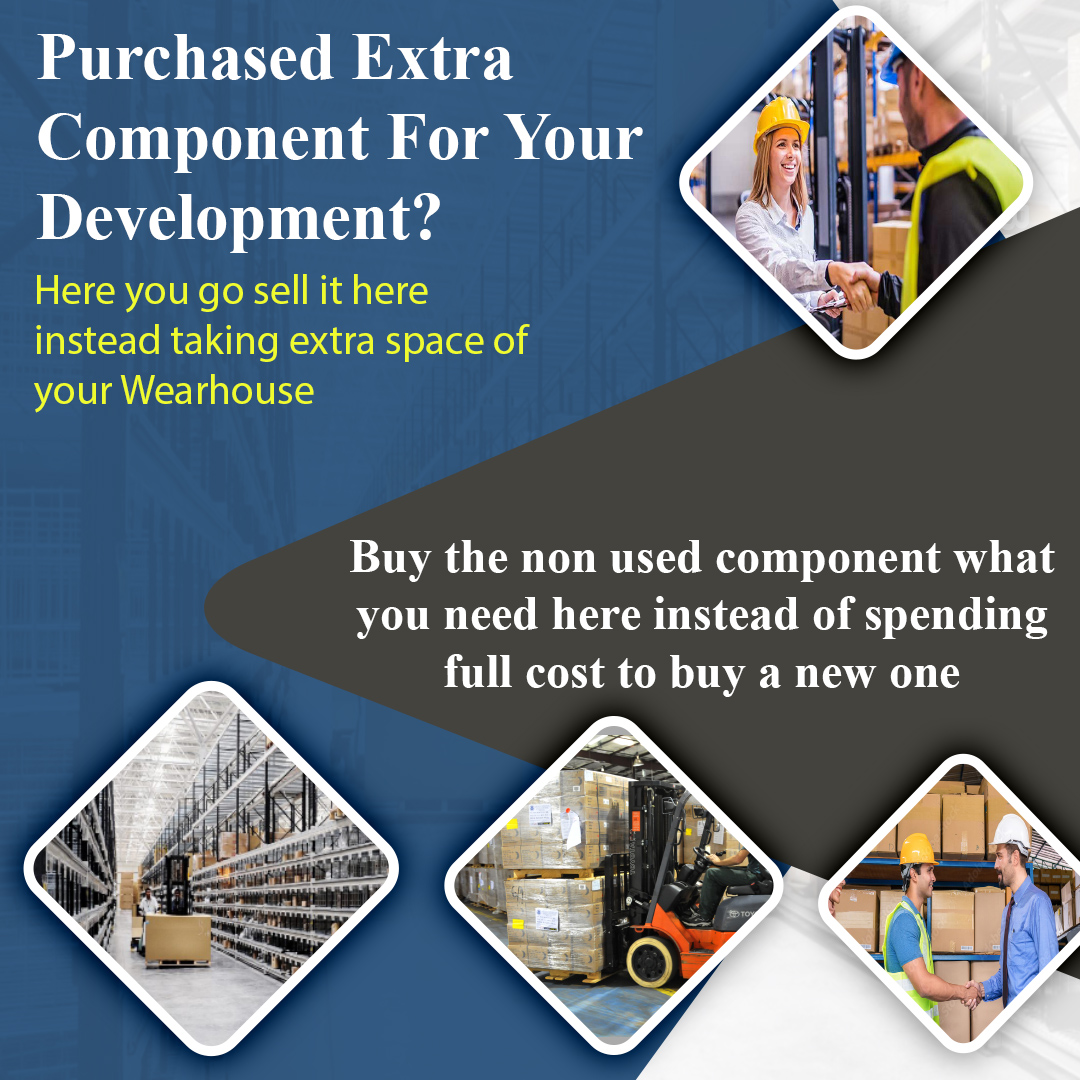 Purchased Extra
Component For Your
Development?
Here you go sell it here
instead taking extra space of
your Wearhouse
Buy the non used component what
you need here instead of spending
full cost to buy a new one